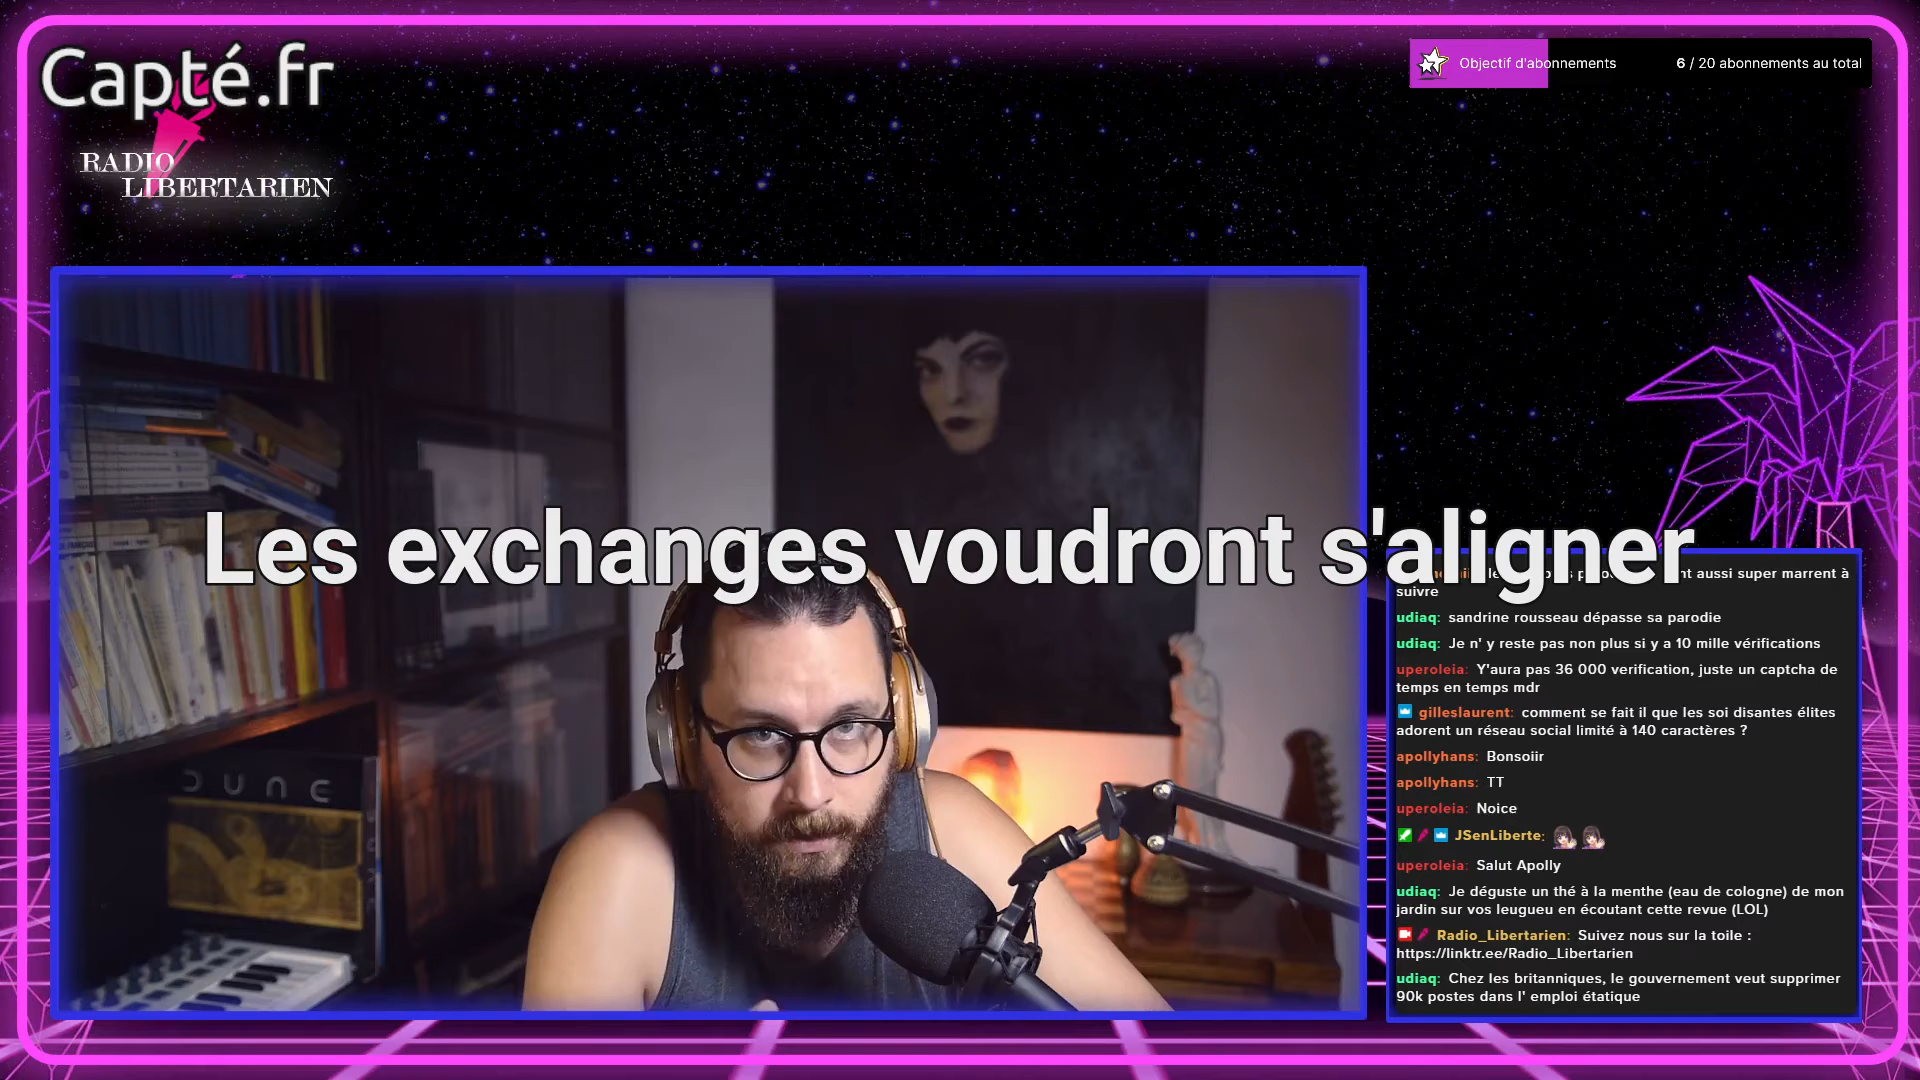 Capté.fr
RADIO
LIBERTARIEN
Objectif d'abonnements
6 / 20 abonnements au total
Les exchanges voudront s'aligner
nt aussi super marrent à
suivre
udiaq: sandrine rousseau dépasse sa parodie
udiaq: Je n' y reste pas non plus si y a 10 mille vérifications
uperoleia: Y'aura pas 36 000 verification, juste un captcha de
temps en temps mdr
gilleslaurent: comment se fait il que les soi disantes élites
adorent un réseau social limité à 140 caractères ?
apollyhans: Bonsoiir
apollyhans: TT
uperoleia: Noice
JSenLiberte:
uperoleia: Salut Apolly
udiaq: Je déguste un thé à la menthe (eau de cologne) de mon
jardin sur vos leugueu en écoutant cette revue (LOL)
Radio_Libertarien: Suivez nous sur la toile :
https://linktr.ee/Radio_Libertarien
udiaq: Chez les britanniques, le gouvernement veut supprimer
90k postes dans l' emploi étatique
DUNE